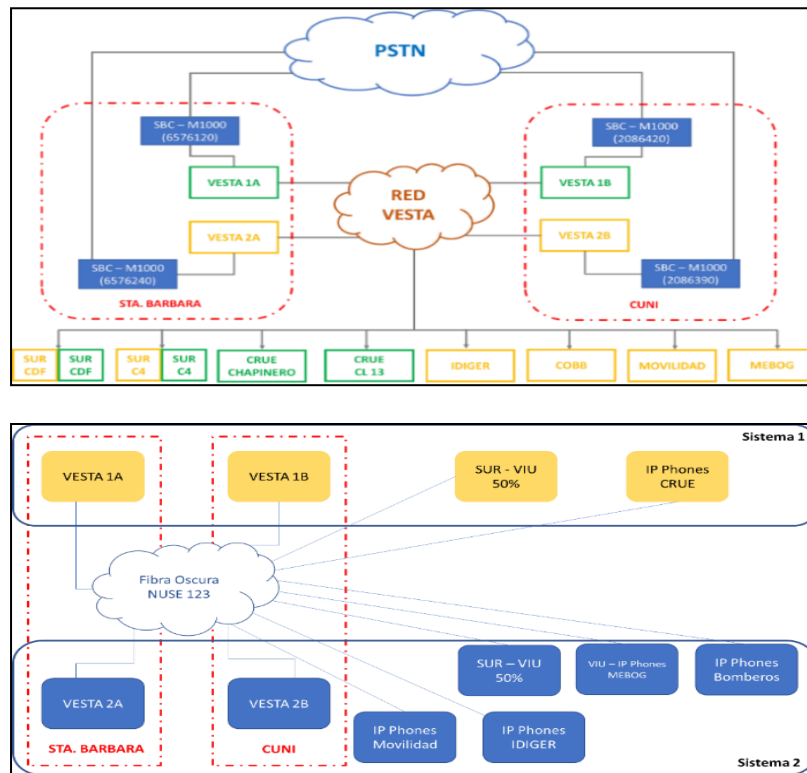 PSTN
SBC – M1000
(6576120)
SBC – M1000
(2086420)
VESTA 1A
RED
VESTA
VESTA 1B
VESTA 2A
VESTA 2B
SBC – M1000
(6576240)
SBC – M1000
(2086390)
STA. BARBARA
CUNI
SUR
CDF
SUR
CDF
SUR
C4
SUR
C4
CRUE
CHAPINERO
CRUE
CL 13
IDIGER
COBB
MOVILIDAD
MEBOG
Sistema 1
VESTA 1A
VESTA 1B
SUR - VIU
50%
IP Phones
CRUE
Fibra Oscura
NUSE 123
SUR – VIU
50%
VIU – IP Phones
MEBOG
IP Phones
Bomberos
VESTA 2A
VESTA 2B
IP Phones
Movilidad
IP Phones
IDIGER
STA. BARBARA
CUNI
Sistema 2